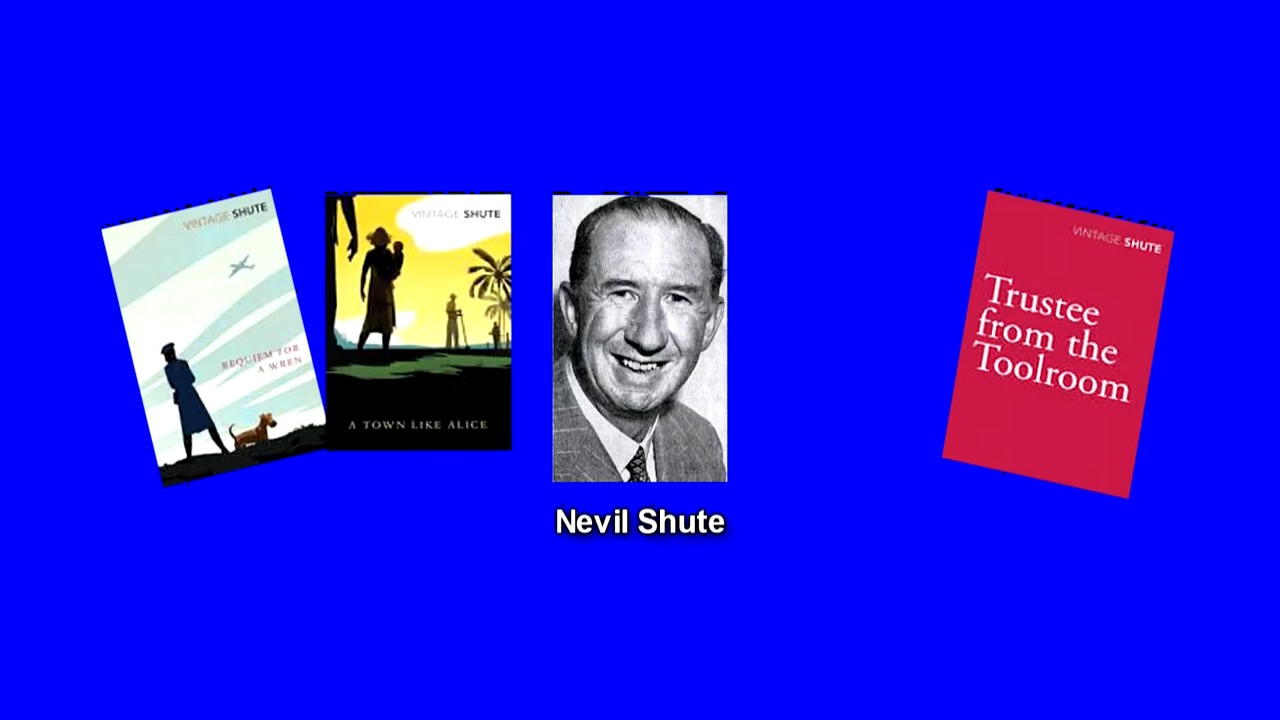 VINTAGE SHUTE
REQUIEM FOR
A WREN
VINTAGE SHUTE
A TOWN LIKE ALICE
Nevil Shute
VINTAGE SHUTE
Trustee
from the
Toolroom